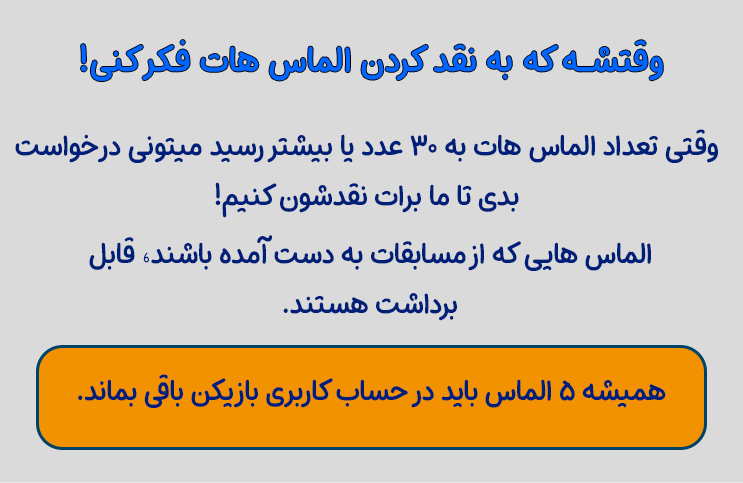 وقتشـه که به نقد کردن الماس هات فکر کنی!
وقتی تعداد الماس هات به ۳۰ عدد یا بیشتر رسید میتونی درخواست
بدی تا ما برات نقدشون کنیم!
الماس هایی که از مسابقات به دست آمده باشند، قابل
برداشت هستند.
همیشه ۵ الماس باید در حساب کاربری بازیکن باقی بماند.